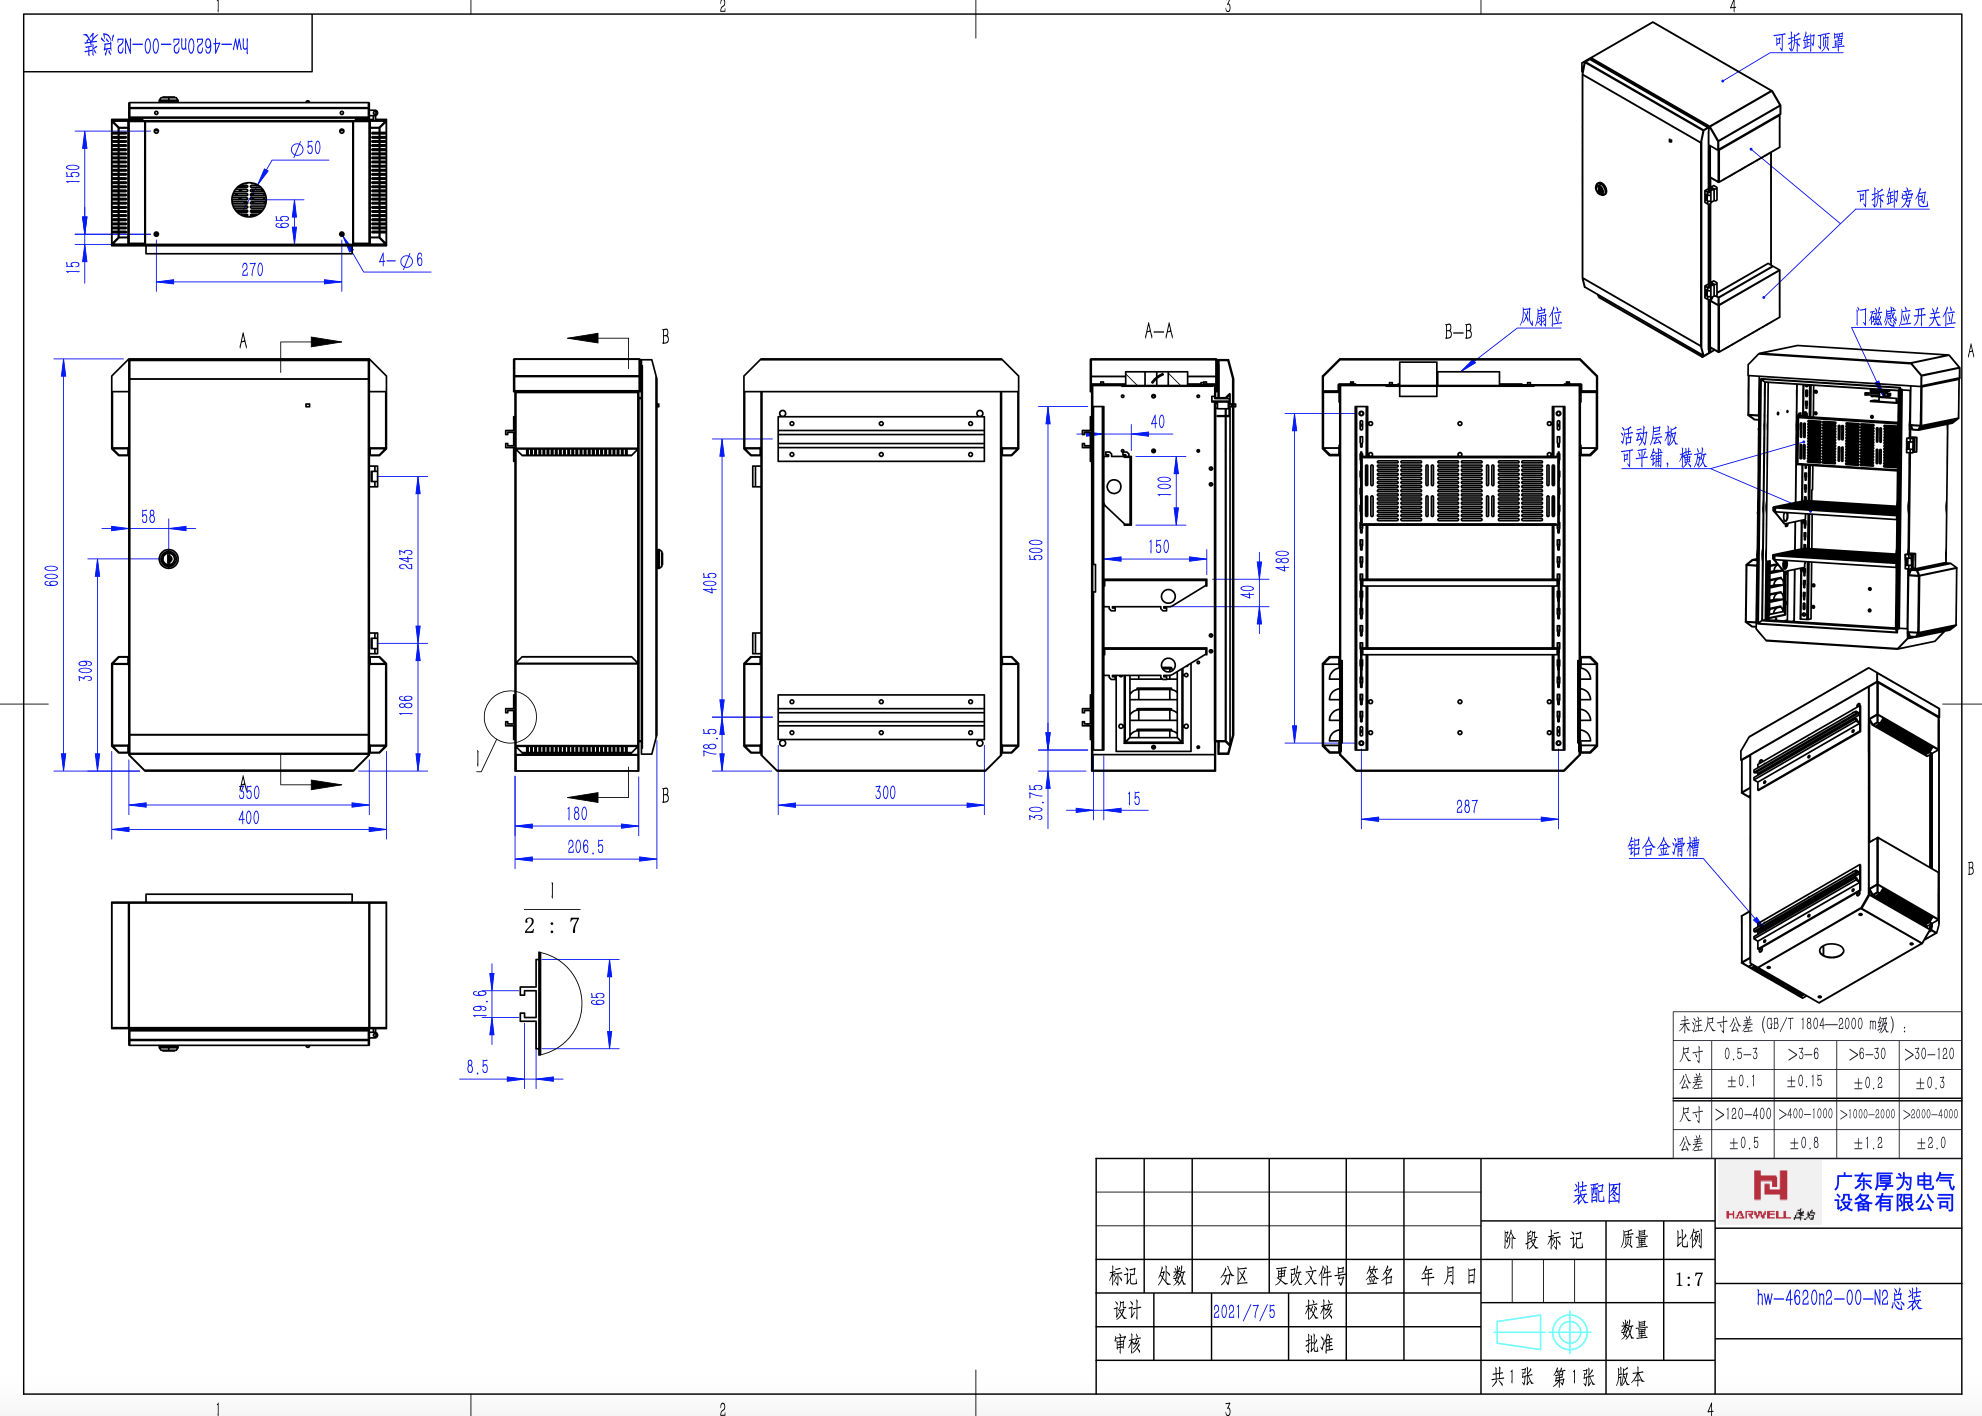 1
2
3
4
hw-4620n2-00-N2总装
150
15
270
Ø50
65
4-Ø6
可拆卸顶罩
可拆卸旁包
门磁感应开关位
活动层板
可平铺，横放
铝合金滑槽
风扇位
A
A
600
309
58
243
186
350
400
B
B
1
180
206.5
405
78.5
300
A-A
40
100
500
150
40
30.75
15
B-B
480
287
A
B
1
2 : 7
19.6
65
8.5
未注尺寸公差 (GB/T 1804—2000 m级) :
尺寸 0.5-3 >3-6 >6-30 >30-120
公差 ±0.1 ±0.15 ±0.2 ±0.3
尺寸 >120-400 >400-1000 >1000-2000 >2000-4000
公差 ±0.5 ±0.8 ±1.2 ±2.0
装配图
HARWELL 厚为
广东厚为电气
设备有限公司
阶段标记 质量 比例
1:7
标记 处数 分区 更改文件号 签名 年月日
设计 2021/7/5 校核
审核 批准
数量
hw-4620n2-00-N2总装
共1张 第1张 版本
1
2
3
4